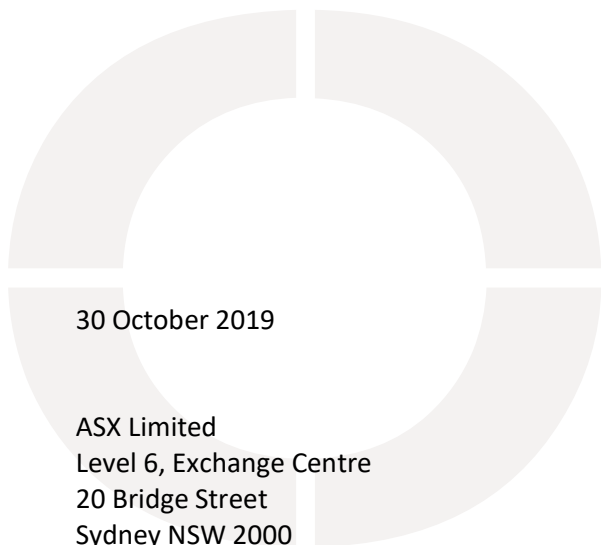 30 October 2019
ASX Limited
Level 6, Exchange Centre
20 Bridge Street
Sydney NSW 2000